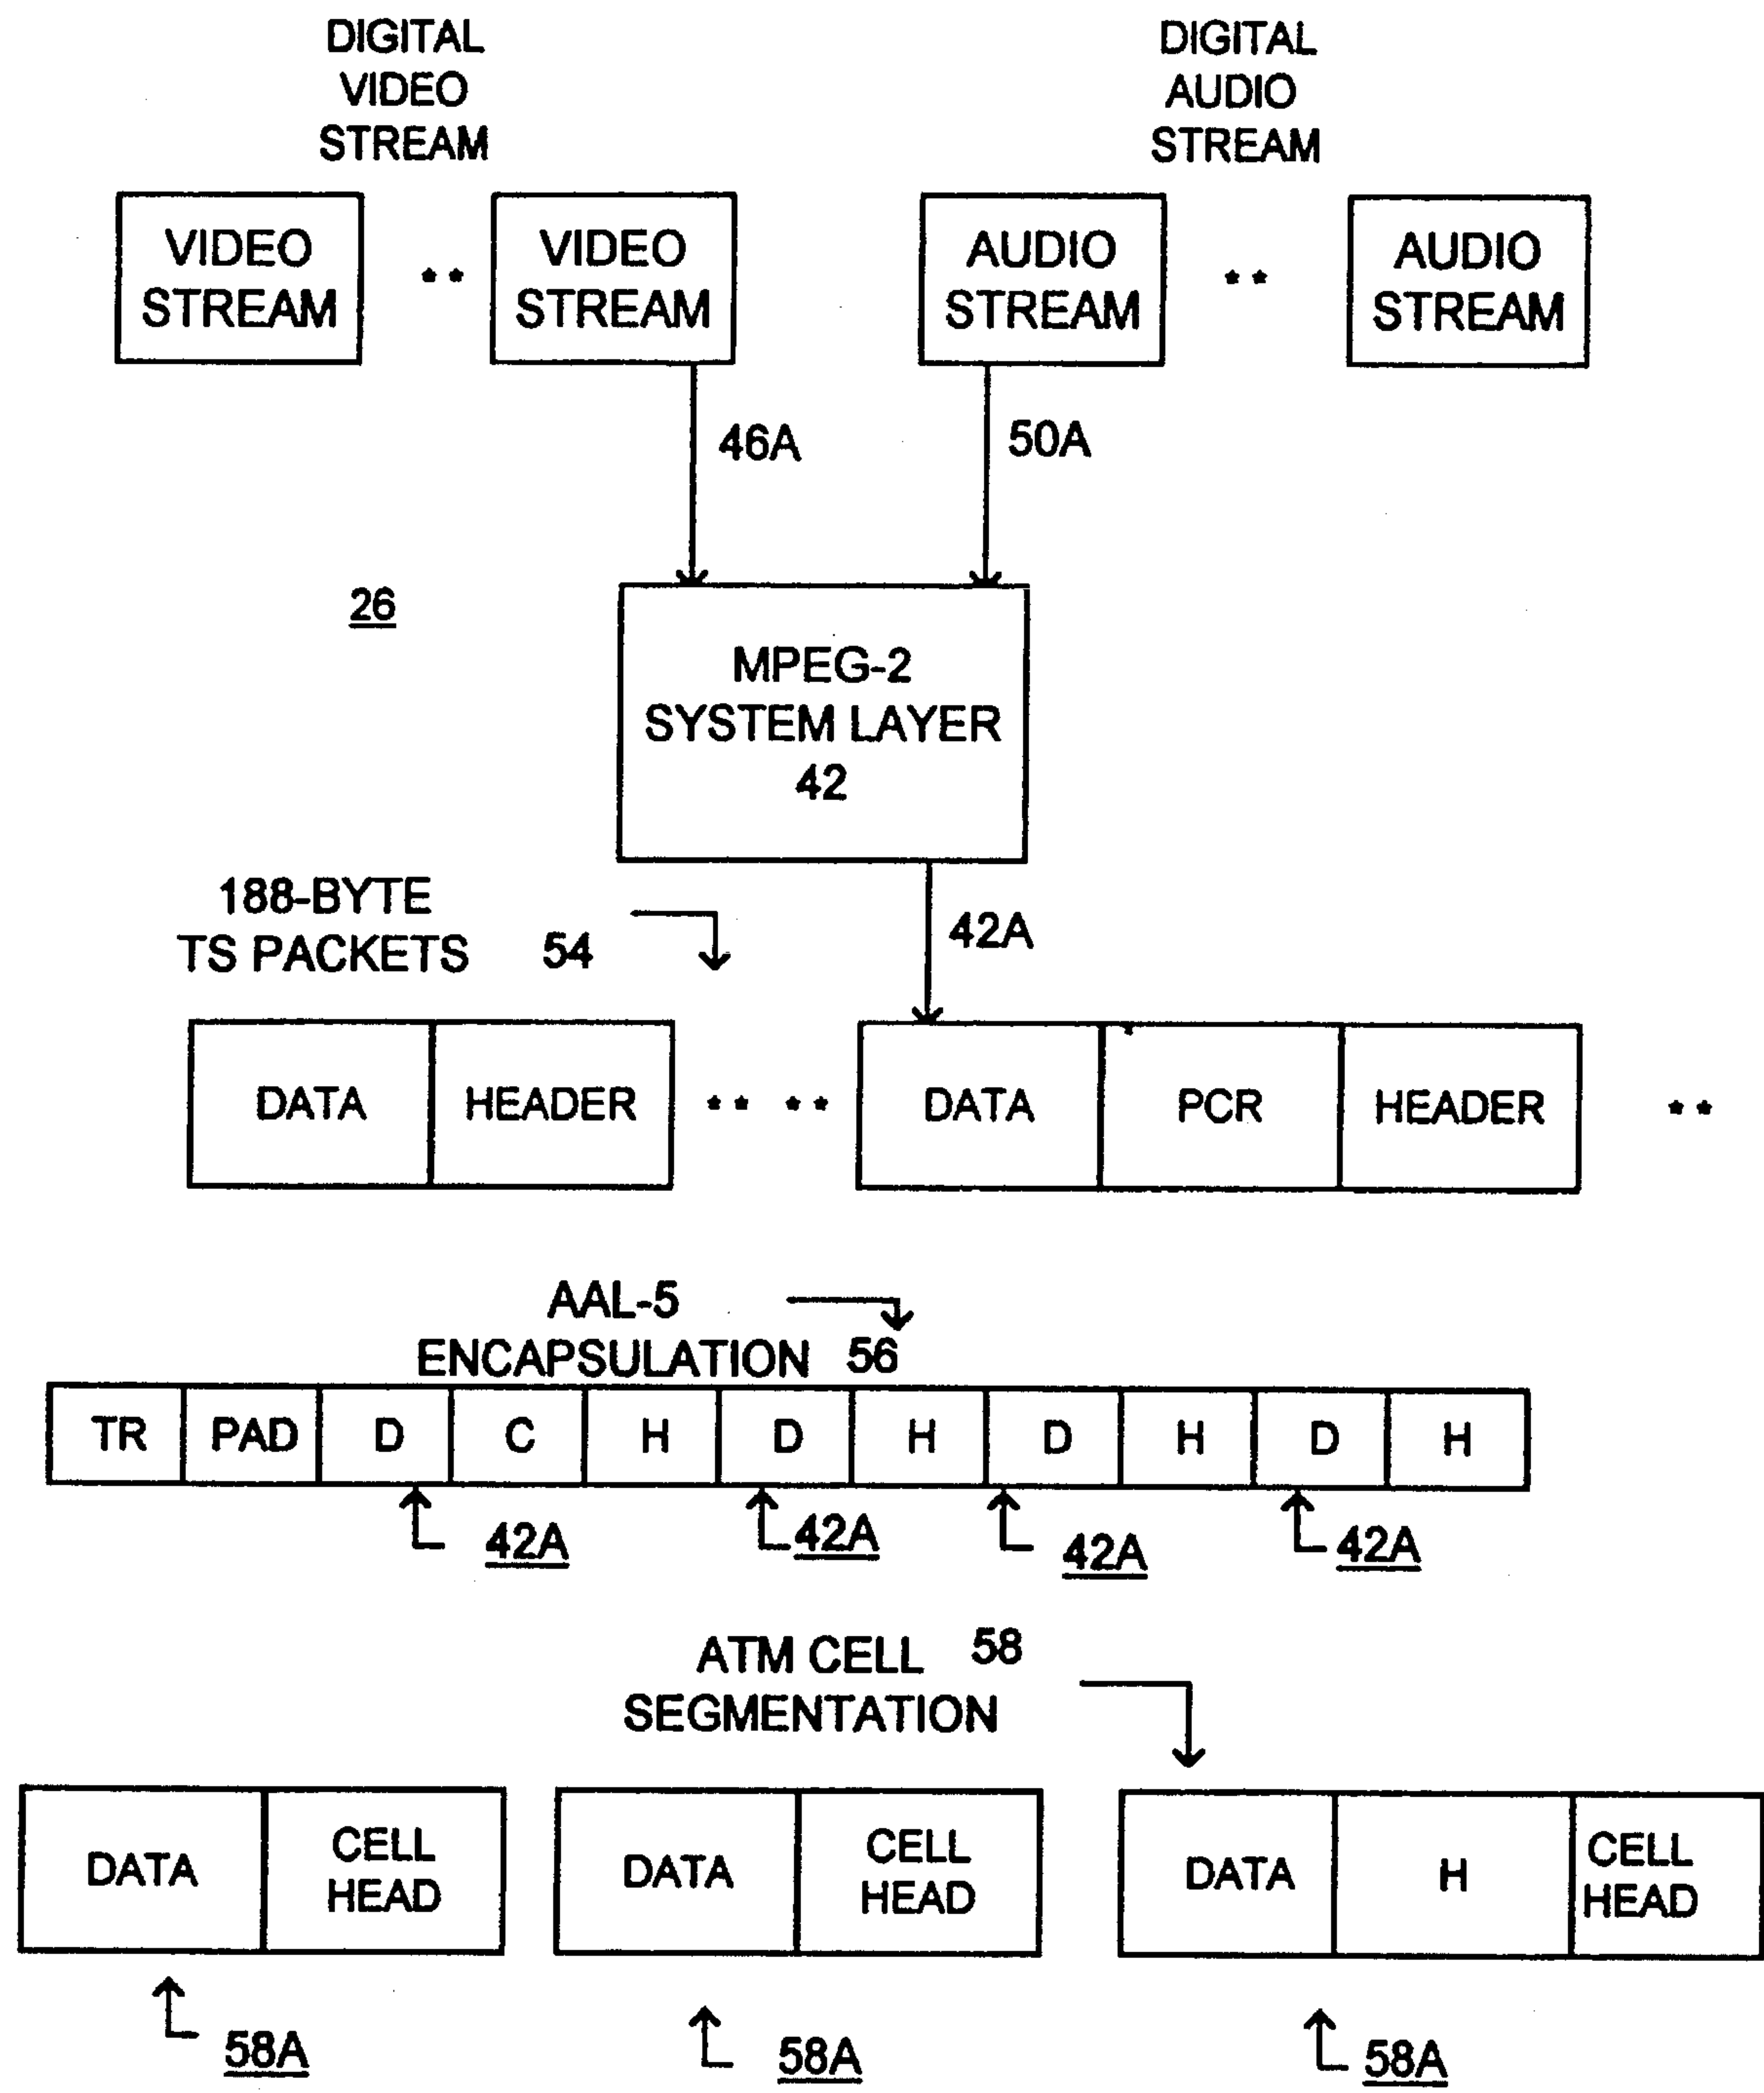 DIGITAL
VIDEO
STREAM
DIGITAL
AUDIO
STREAM
VIDEO
STREAM
** 
VIDEO
STREAM
AUDIO
STREAM
**
AUDIO
STREAM
46A
50A
26
MPEG-2
SYSTEM LAYER
42
188-BYTE
TS PACKETS 54
42A
DATA HEADER ** ** DATA PCR HEADER **
AAL-5
ENCAPSULATION 56
TR PAD D C H D H D H D H
42A 42A 42A 42A
ATM CELL 58
SEGMENTATION
DATA
CELL
HEAD
DATA
CELL
HEAD
DATA
H
CELL
HEAD
58A 58A 58A